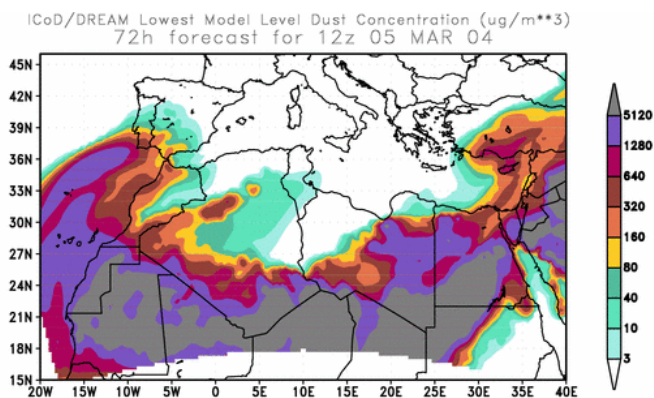 ICoD/DREAM Lowest Model Level Dust Concentration (ug/m**3)
72h forecast for 12z 05 MAR 04
45N
42N
39N
36N
33N
30N
27N
24N
21N
18N
15N
20W 15W 10W 5W 0 5E 10E 15E 20E 25E 30E 35E 40E
5120
1280
640
320
160
80
40
10
3